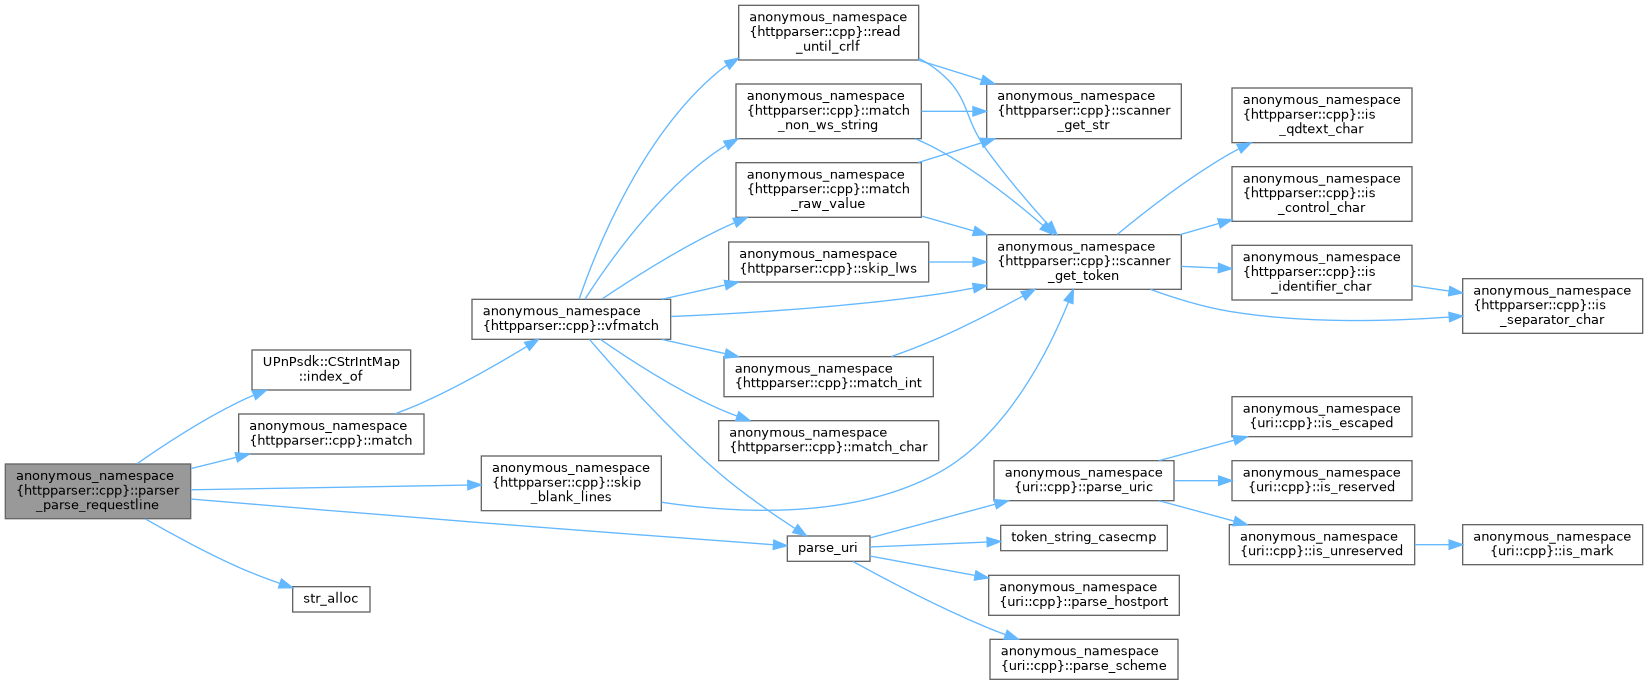 anonymous_namespace
{httpparser::cpp}::parser
_parse_requestline
UPnPsdk::CStrIntMap
::index_of
anonymous_namespace
{httpparser::cpp}::match
anonymous_namespace
{httpparser::cpp}::skip
_blank_lines
str_alloc
anonymous_namespace
{httpparser::cpp}::vfmatch
anonymous_namespace
{httpparser::cpp}::read
_until_crlf
anonymous_namespace
{httpparser::cpp}::match
_non_ws_string
anonymous_namespace
{httpparser::cpp}::match
_raw_value
anonymous_namespace
{httpparser::cpp}::skip_lws
anonymous_namespace
{httpparser::cpp}::match_int
anonymous_namespace
{httpparser::cpp}::match_char
parse_uri
anonymous_namespace
{httpparser::cpp}::scanner
_get_str
anonymous_namespace
{httpparser::cpp}::scanner
_get_token
anonymous_namespace
{uri::cpp}::parse_uric
token_string_casecmp
anonymous_namespace
{uri::cpp}::parse_hostport
anonymous_namespace
{uri::cpp}::parse_scheme
anonymous_namespace
{httpparser::cpp}::is
_qdtext_char
anonymous_namespace
{httpparser::cpp}::is
_control_char
anonymous_namespace
{httpparser::cpp}::is
_identifier_char
anonymous_namespace
{httpparser::cpp}::is
_separator_char
anonymous_namespace
{uri::cpp}::is_escaped
anonymous_namespace
{uri::cpp}::is_reserved
anonymous_namespace
{uri::cpp}::is_unreserved
anonymous_namespace
{uri::cpp}::is_mark